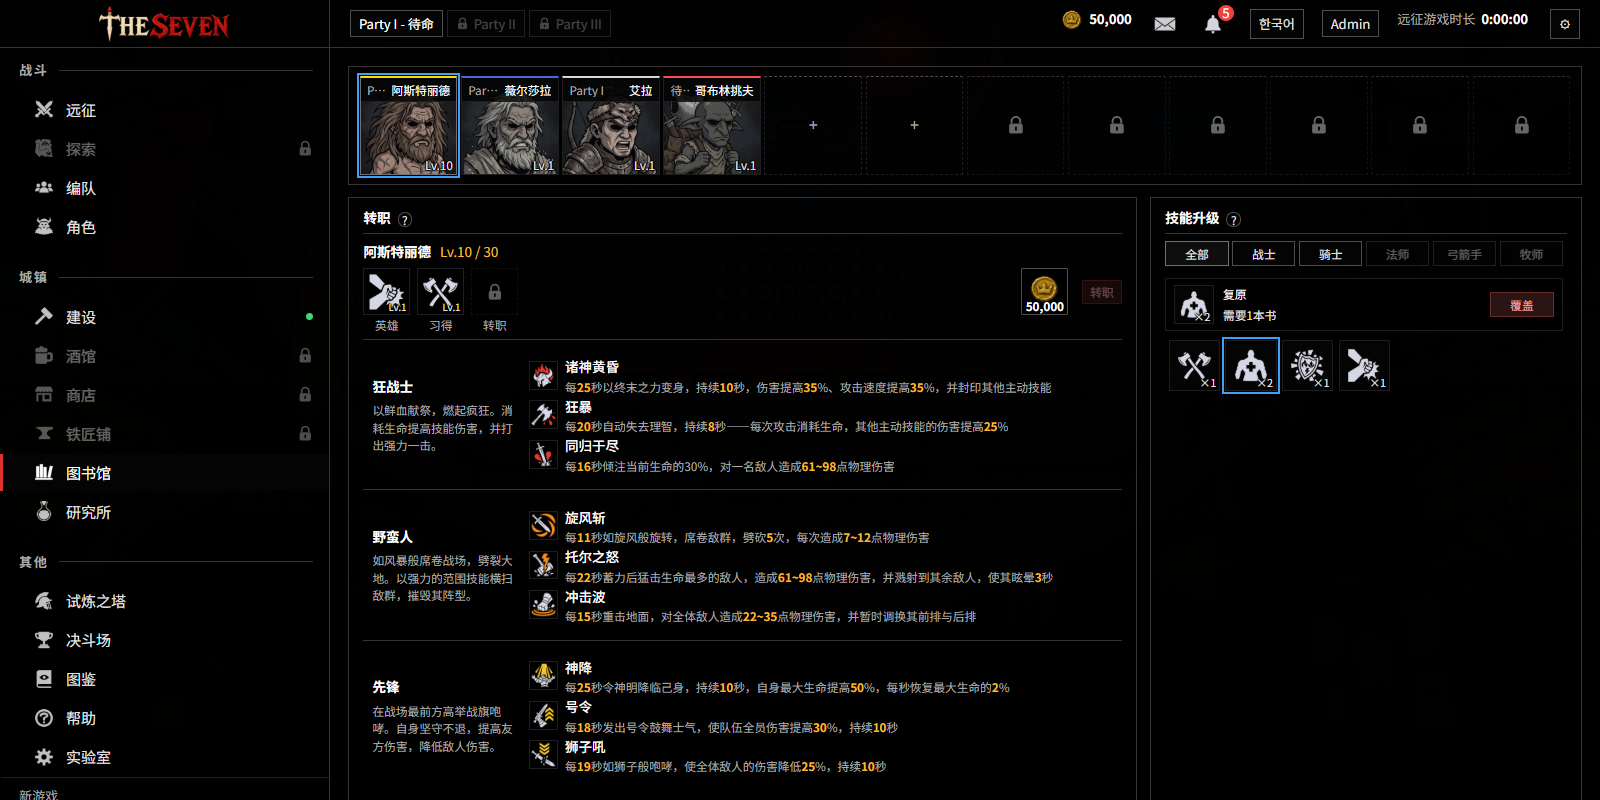 THE SEVEN
Party I - 待命
Party II
Party III
50,000
5
한국어
Admin
远征游戏时长 0:00:00
战斗
远征
探索
编队
角色
城镇
建设
酒馆
商店
铁匠铺
图书馆
研究所
其他
试炼之塔
决斗场
图鉴
帮助
实验室
新游戏
P··· 阿斯特丽德
Lv.10
Par··· 薇尔莎拉
Lv.1
Party I 艾拉
Lv.1
待·· 哥布林挑夫
Lv.1
+
+
转职 ?
阿斯特丽德 Lv.10 / 30
Lv.1
Lv.1
英雄
习得
转职
50,000
转职
狂战士
以鲜血献祭，燃起疯狂。消
耗生命提高技能伤害，并打
出强力一击。
诸神黄昏
每25秒以终末之力变身，持续10秒，伤害提高35%、攻击速度提高35%，并封印其他主动技能
狂暴
每20秒自动失去理智，持续8秒——每次攻击消耗生命，其他主动技能的伤害提高25%
同归于尽
每16秒倾注当前生命的30%，对一名敌人造成61~98点物理伤害
野蛮人
如风暴般席卷战场，劈裂大
地。以强力的范围技能横扫
敌群，摧毁其阵型。
旋风斩
每11秒如旋风般旋转，席卷敌群，劈砍5次，每次造成7~12点物理伤害
托尔之怒
每22秒蓄力后猛击生命最多的敌人，造成61~98点物理伤害，并溅射到其余敌人，使其眩晕3秒
冲击波
每15秒重击地面，对全体敌人造成22~35点物理伤害，并暂时调换其前排与后排
先锋
在战场最前方高举战旗咆
哮。自身坚守不退，提高友
方伤害，降低敌人伤害。
神降
每25秒令神明降临己身，持续10秒，自身最大生命提高50%，每秒恢复最大生命的2%
号令
每18秒发出号令鼓舞士气，使队伍全员伤害提高30%，持续10秒
狮子吼
每19秒如狮子般咆哮，使全体敌人的伤害降低25%，持续10秒
技能升级 ?
全部
战士
骑士
法师
弓箭手
牧师
×2
复原
需要1本书
覆盖
×1
×2
×1
×1